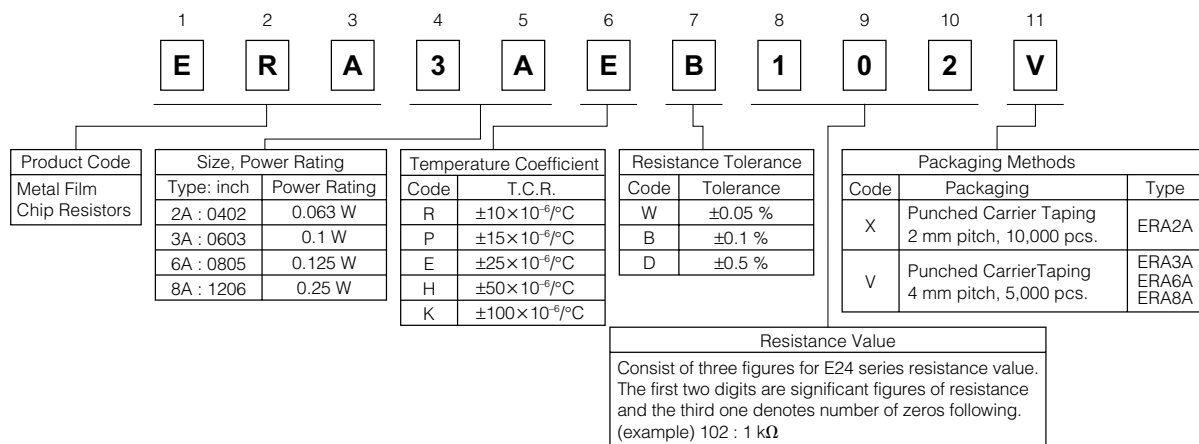 1 2 3 4 5 6 7 8 9 10 11
E R A 3 A E B 1 0 2 V
Product Code
Metal Film
Chip Resistors
Size, Power Rating
Type: inch Power Rating
2A : 0402 0.063 W
3A : 0603 0.1 W
6A : 0805 0.125 W
8A : 1206 0.25 W
Temperature Coefficient
Code T.C.R.
R ±10×10⁻⁶/°C
P ±15×10⁻⁶/°C
E ±25×10⁻⁶/°C
H ±50×10⁻⁶/°C
K ±100×10⁻⁶/°C
Resistance Tolerance
Code Tolerance
W ±0.05 %
B ±0.1 %
D ±0.5 %
Packaging Methods
Code Packaging Type
X Punched Carrier Taping
2 mm pitch, 10,000 pcs. ERA2A
V Punched CarrierTaping
4 mm pitch, 5,000 pcs. ERA3A
ERA6A
ERA8A
Resistance Value
Consist of three figures for E24 series resistance value.
The first two digits are significant figures of resistance
and the third one denotes number of zeros following.
(example) 102 : 1 kΩ